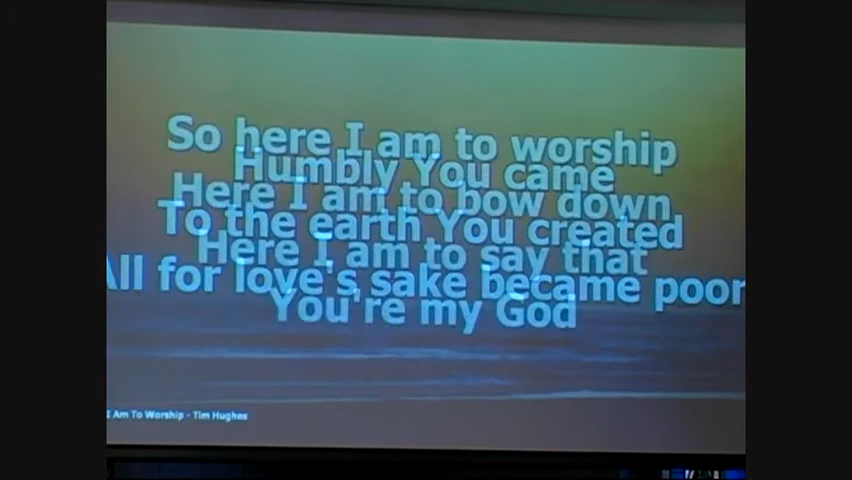 So here I am to worship
Humbly You came
Here I am to bow down
To the earth You created
Here I am to say that
All for love's sake became poor
You're my God
I Am To Worship - Tim Hughes